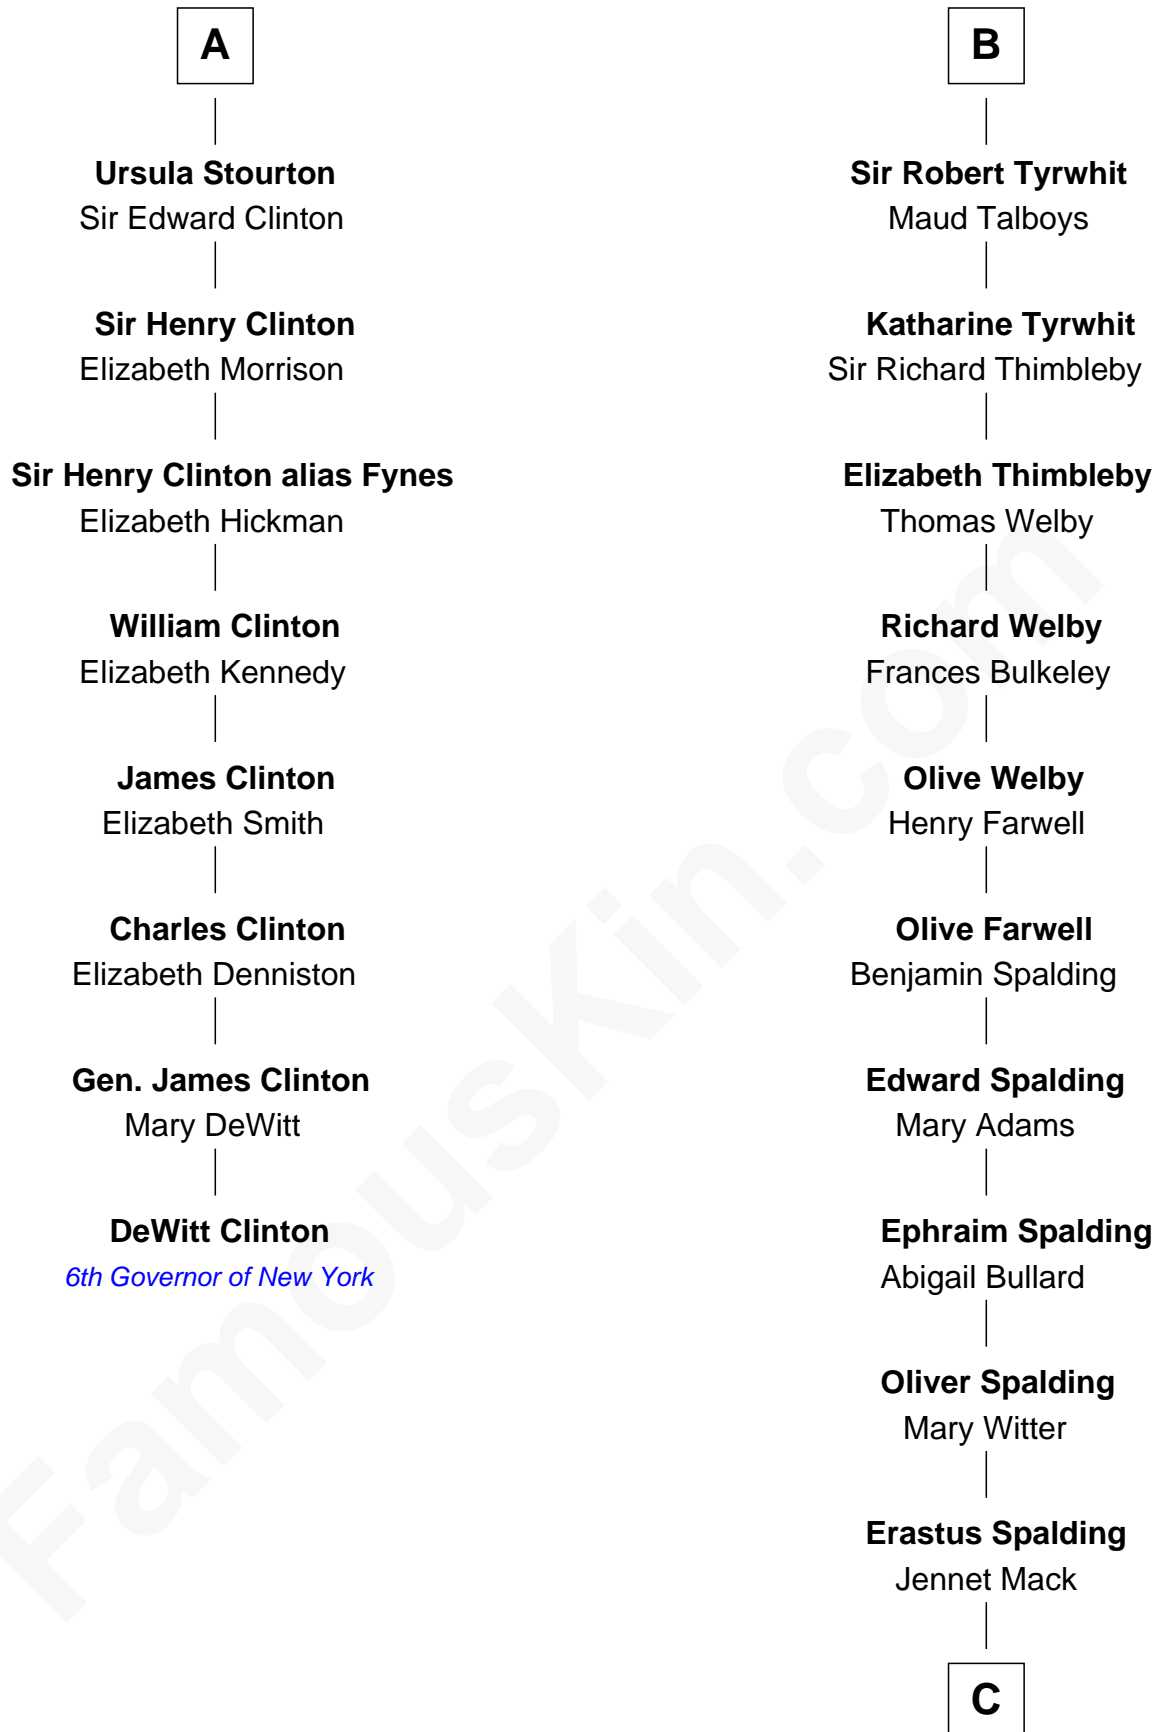 A
Ursula Stourton
Sir Edward Clinton
Sir Henry Clinton
Elizabeth Morrison
Sir Henry Clinton alias Fynes
Elizabeth Hickman
William Clinton
Elizabeth Kennedy
James Clinton
Elizabeth Smith
Charles Clinton
Elizabeth Denniston
Gen. James Clinton
Mary DeWitt
DeWitt Clinton
6th Governor of New York
B
Sir Robert Tyrwhit
Maud Talboys
Katharine Tyrwhit
Sir Richard Thimbleby
Elizabeth Thimbleby
Thomas Welby
Richard Welby
Frances Bulkeley
Olive Welby
Henry Farwell
Olive Farwell
Benjamin Spalding
Edward Spalding
Mary Adams
Ephraim Spalding
Abigail Bullard
Oliver Spalding
Mary Witter
Erastus Spalding
Jennet Mack
C
FamousKin.com